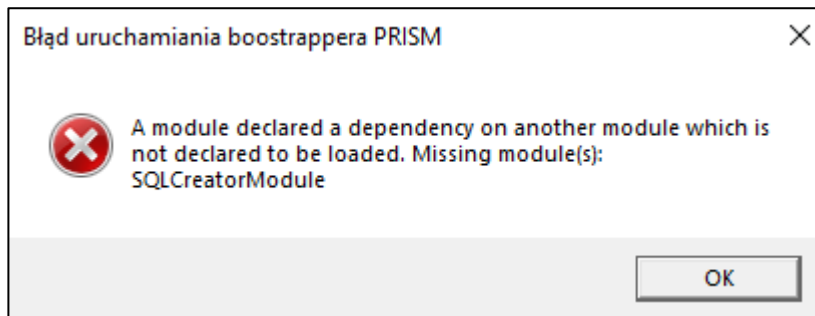 Błąd uruchamiania boostrappera PRISM
A module declared a dependency on another module which is
not declared to be loaded. Missing module(s):
SQLCreatorModule
OK